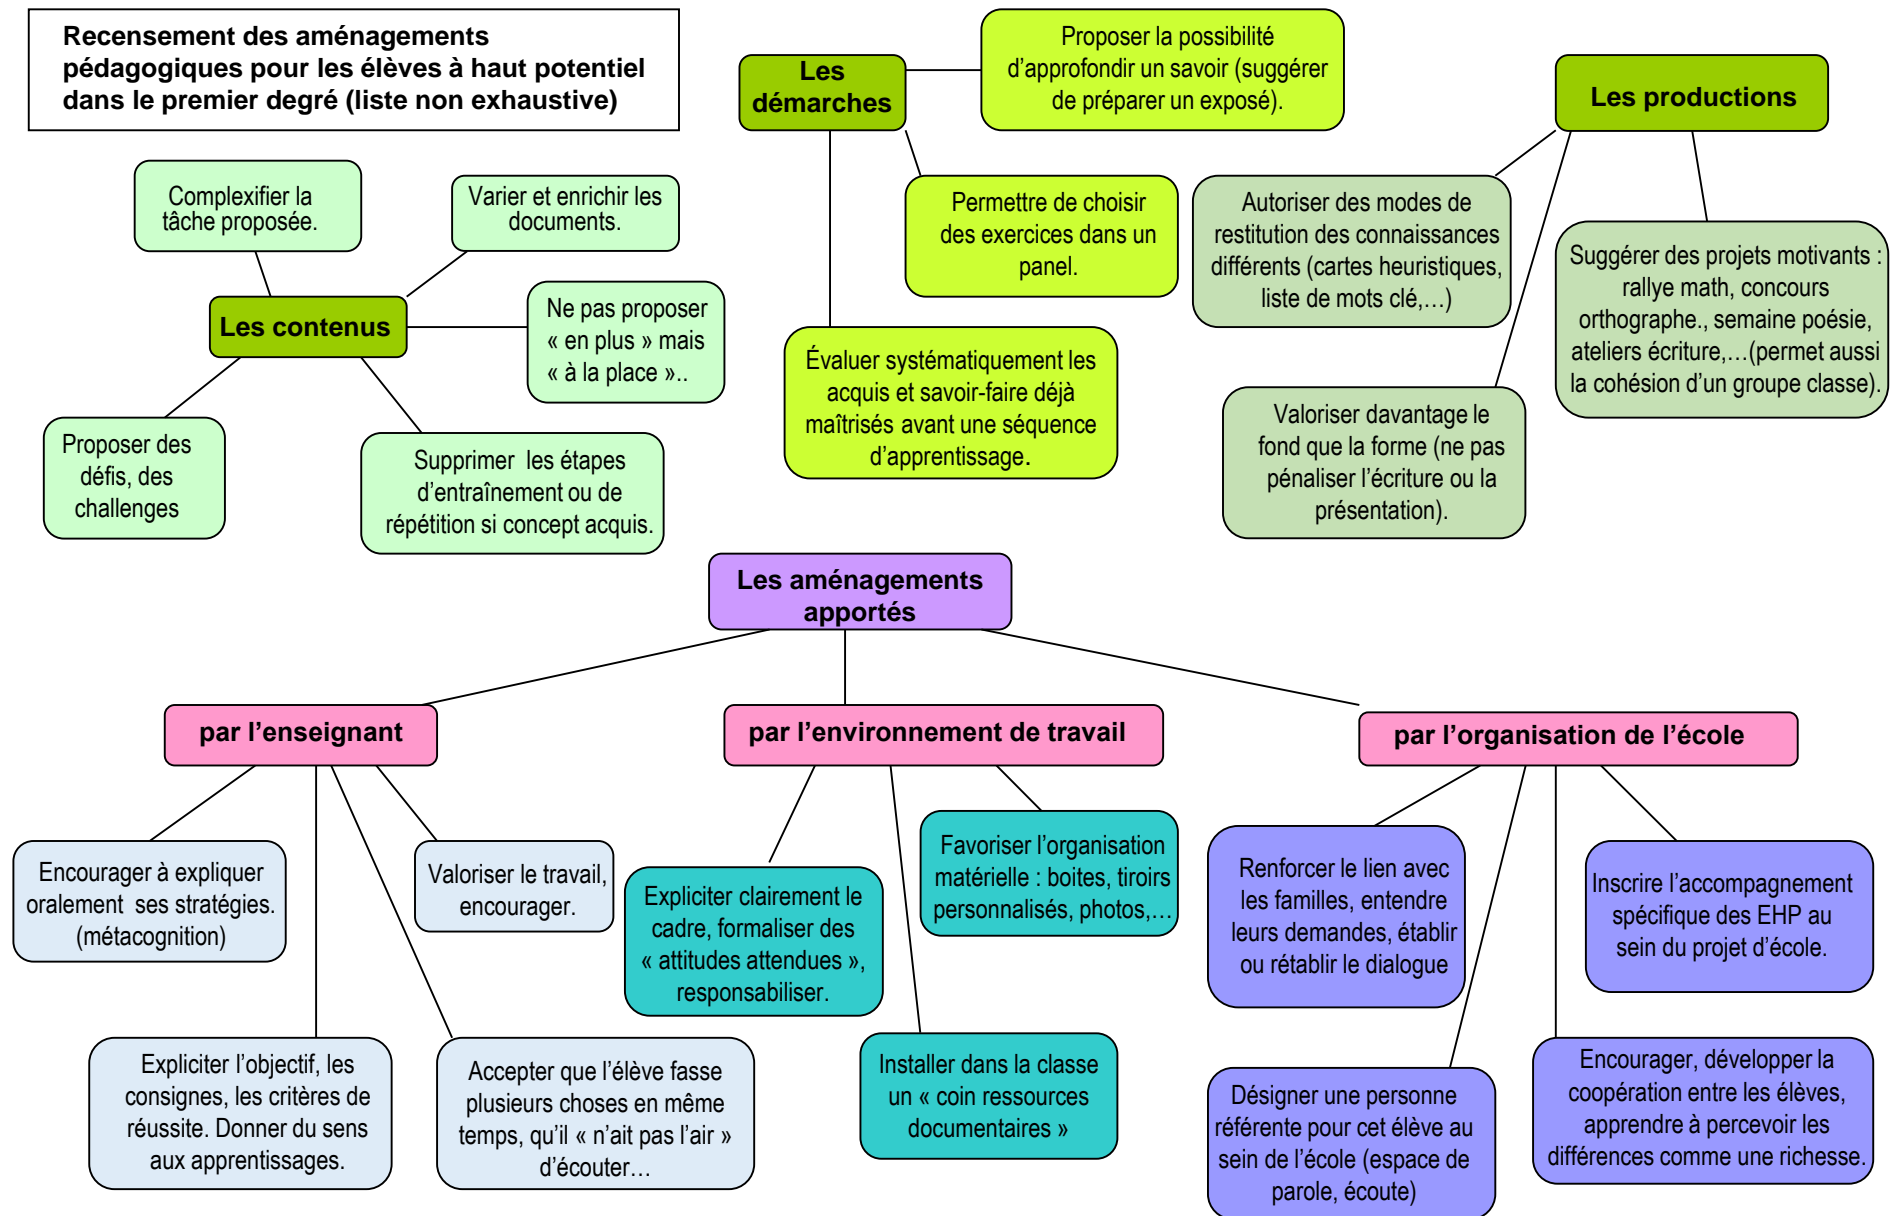 Recensement des aménagements
pédagogiques pour les élèves à haut potentiel
dans le premier degré (liste non exhaustive)
Les
démarches
Proposer la possibilité
d’approfondir un savoir (suggérer
de préparer un exposé).
Les productions
Complexifier la
tâche proposée.
Varier et enrichir les
documents.
Permettre de choisir
des exercices dans un
panel.
Autoriser des modes de
restitution des connaissances
différents (cartes heuristiques,
liste de mots clé,…)
Suggérer des projets motivants :
rallye math, concours
orthographe., semaine poésie,
ateliers écriture,…(permet aussi
la cohésion d’un groupe classe).
Les contenus
Ne pas proposer
« en plus » mais
« à la place »..
Évaluer systématiquement les
acquis et savoir-faire déjà
maîtrisés avant une séquence
d’apprentissage.
Valoriser davantage le
fond que la forme (ne pas
pénaliser l’écriture ou la
présentation).
Proposer des
défis, des
challenges
Supprimer  les étapes
d’entraînement ou de
répétition si concept acquis.
Les aménagements
apportés
par l’enseignant
par l’environnement de travail
par l’organisation de l’école
Encourager à expliquer
oralement  ses stratégies.
(métacognition)
Valoriser le travail,
encourager.
Expliciter clairement le
cadre, formaliser des
« attitudes attendues »,
responsabiliser.
Favoriser l’organisation
matérielle : boites, tiroirs
personnalisés, photos,…
Renforcer le lien avec
les familles, entendre
leurs demandes, établir
ou rétablir le dialogue
Inscrire l’accompagnement
spécifique des EHP au
sein du projet d’école.
Expliciter l’objectif, les
consignes, les critères de
réussite. Donner du sens
aux apprentissages.
Accepter que l’élève fasse
plusieurs choses en même
temps, qu’il « n’ait pas l’air »
d’écouter…
Installer dans la classe
un « coin ressources
documentaires »
Désigner une personne
référente pour cet élève au
sein de l’école (espace de
parole, écoute)
Encourager, développer la
coopération entre les élèves,
apprendre à percevoir les
différences comme une richesse.